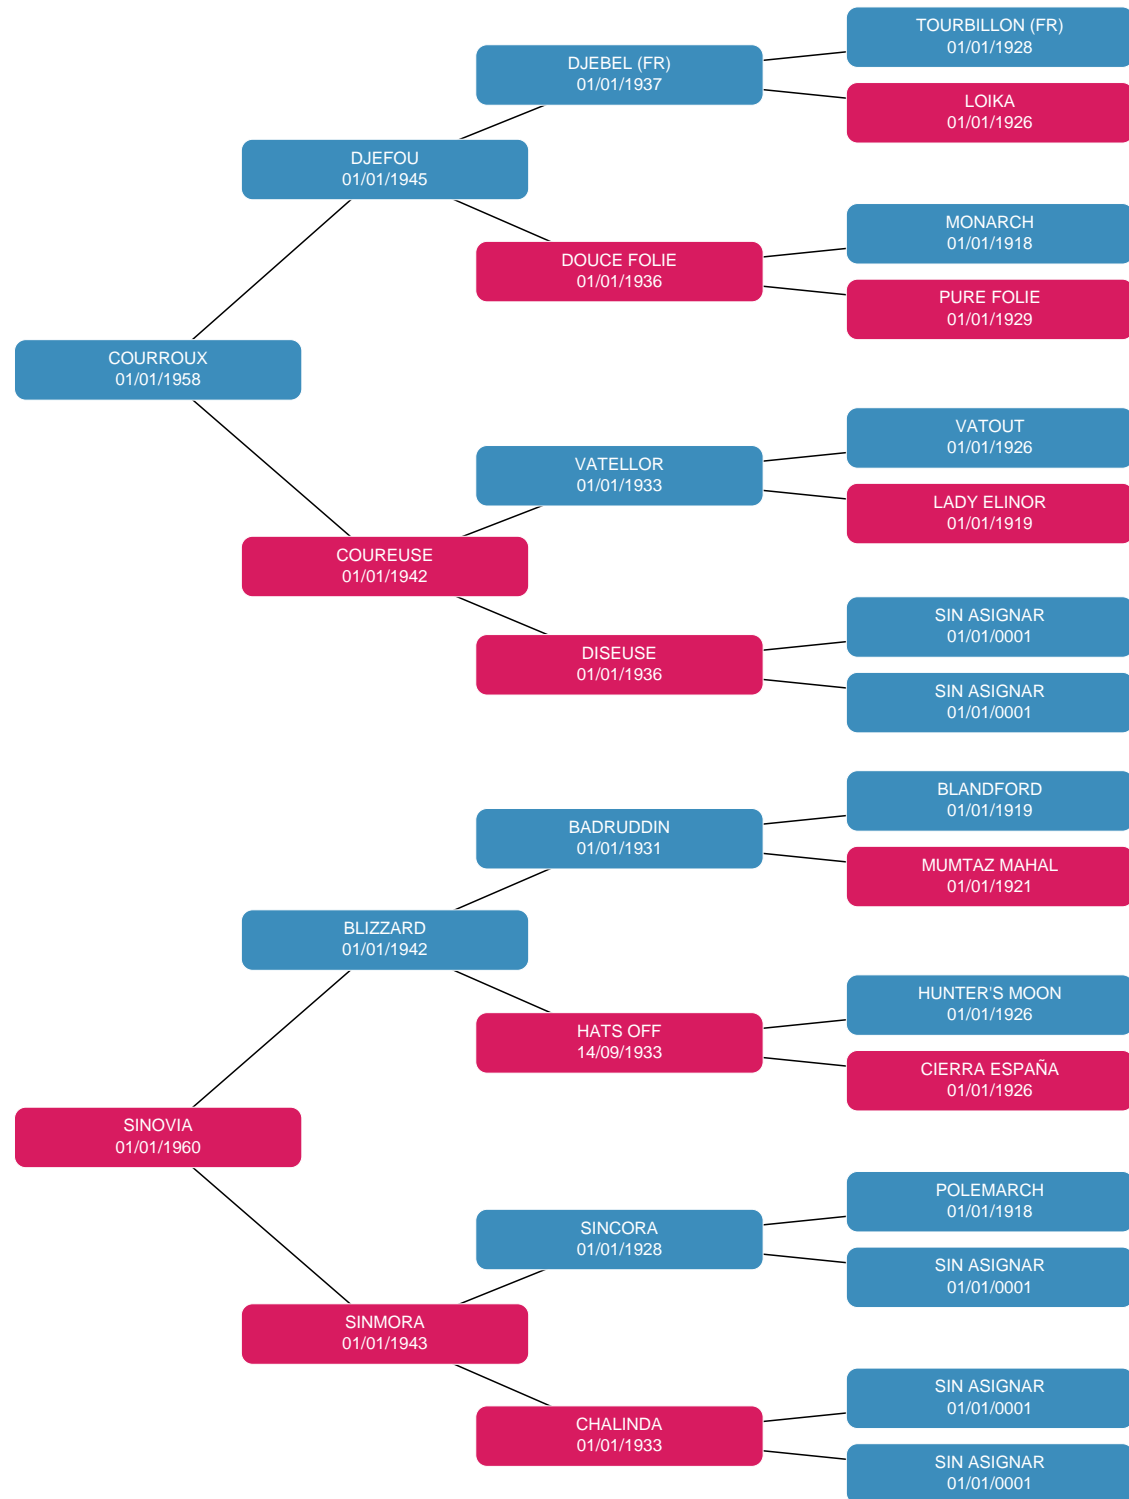 TOURBILLON (FR)
01/01/1928
DJEBEL (FR)
01/01/1937
LOIKA
01/01/1926
DJEFOU
01/01/1945
MONARCH
01/01/1918
DOUCE FOLIE
01/01/1936
PURE FOLIE
01/01/1929
COURROUX
01/01/1958
VATOUT
01/01/1926
VATELLOR
01/01/1933
LADY ELINOR
01/01/1919
COUREUSE
01/01/1942
SIN ASIGNAR
01/01/0001
DISEUSE
01/01/1936
SIN ASIGNAR
01/01/0001
BLANDFORD
01/01/1919
BADRUDDIN
01/01/1931
MUMTAZ MAHAL
01/01/1921
BLIZZARD
01/01/1942
HUNTER'S MOON
01/01/1926
HATS OFF
14/09/1933
CIERRA ESPAÑA
01/01/1926
SINOVIA
01/01/1960
POLEMARCH
01/01/1918
SINCORA
01/01/1928
SIN ASIGNAR
01/01/0001
SINMORA
01/01/1943
SIN ASIGNAR
01/01/0001
CHALINDA
01/01/1933
SIN ASIGNAR
01/01/0001